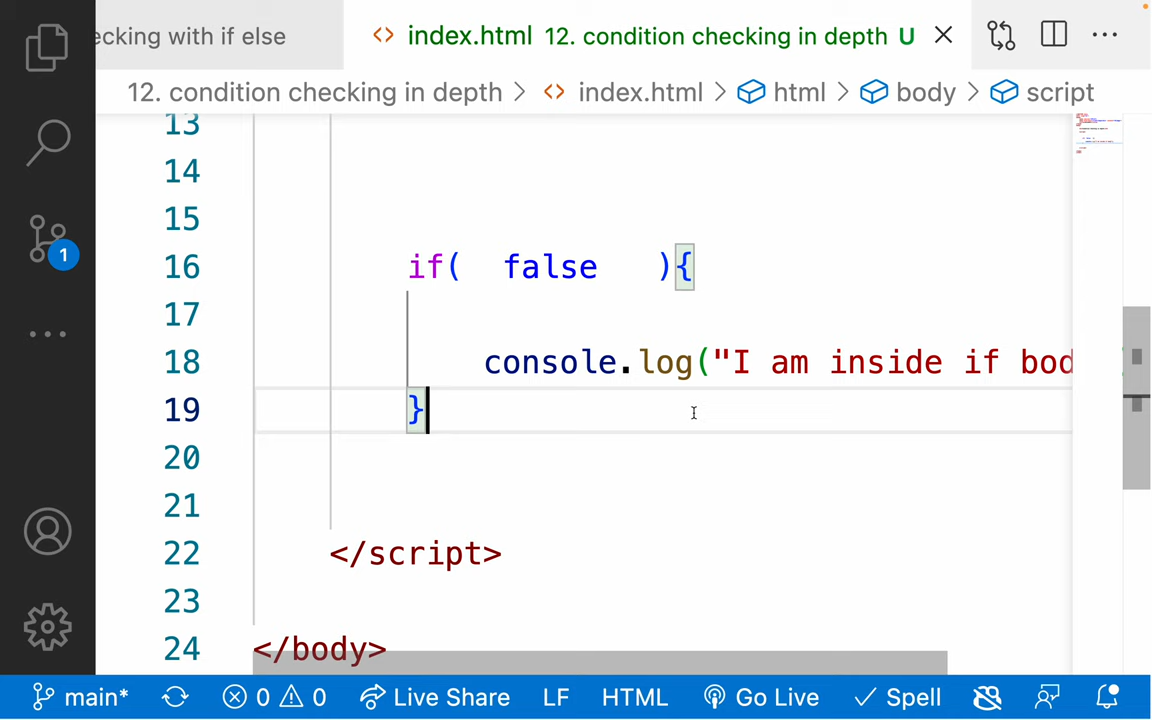 ecking with if else
<> index.html 12. condition checking in depth U
12. condition checking in depth > <> index.html > html > body > script
13
14
15
16 if( false ){
17
18 console.log("I am inside if bod
19 }
20
21
22 </script>
23
24 </body>
1
main* 0 0 Live Share LF HTML Go Live Spell